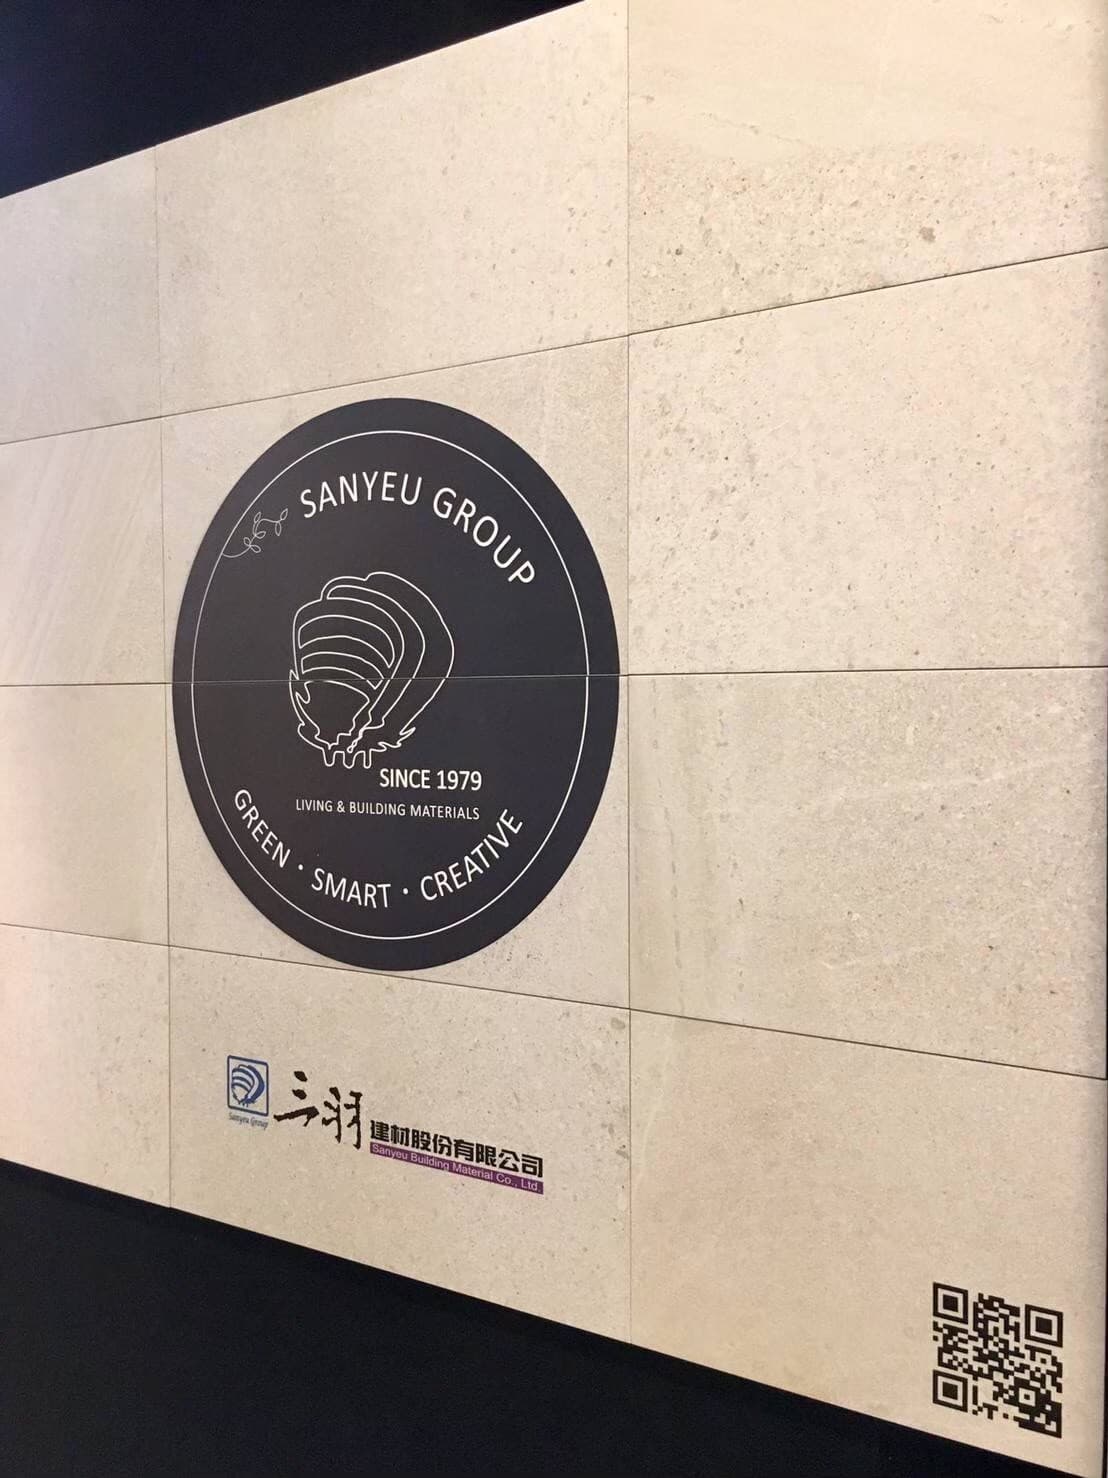 SANYEU GROUP
SINCE 1979
LIVING & BUILDING MATERIALS
GREEN · SMART · CREATIVE
Sanyeu Group
三羽
建材股份有限公司
Sanyeu Building Material Co., Ltd.